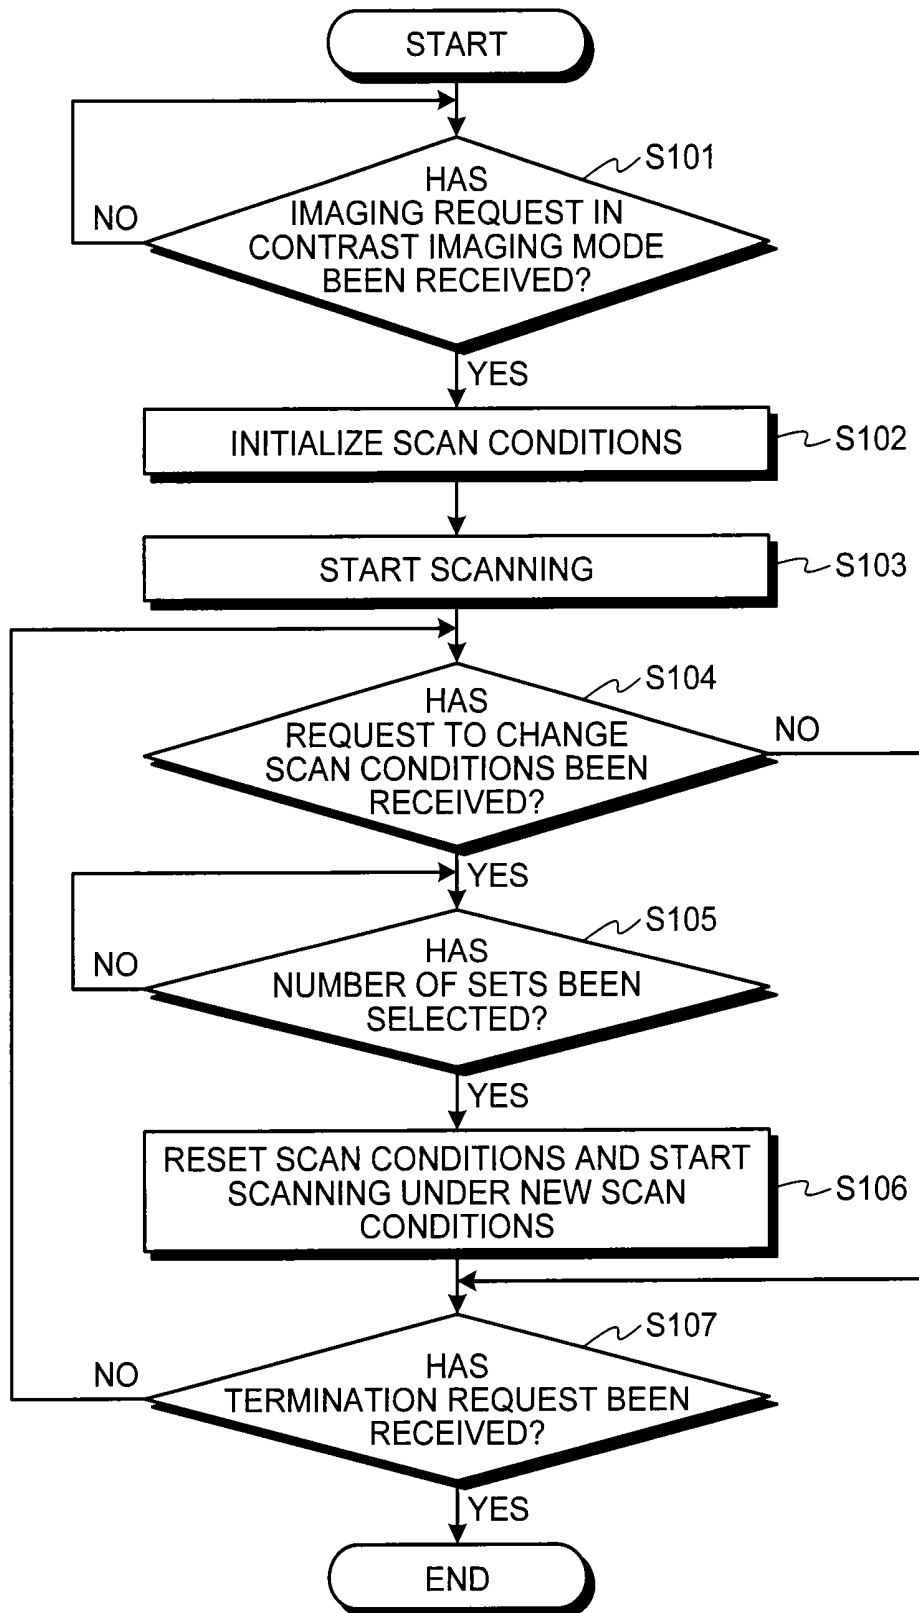 START
S101
HAS
IMAGING REQUEST IN
CONTRAST IMAGING MODE
BEEN RECEIVED?
NO
YES
INITIALIZE SCAN CONDITIONS
S102
START SCANNING
S103
S104
HAS
REQUEST TO CHANGE
SCAN CONDITIONS BEEN
RECEIVED?
NO
YES
S105
HAS
NUMBER OF SETS BEEN
SELECTED?
NO
YES
RESET SCAN CONDITIONS AND START
SCANNING UNDER NEW SCAN
CONDITIONS
S106
S107
HAS
TERMINATION REQUEST BEEN
RECEIVED?
NO
YES
END